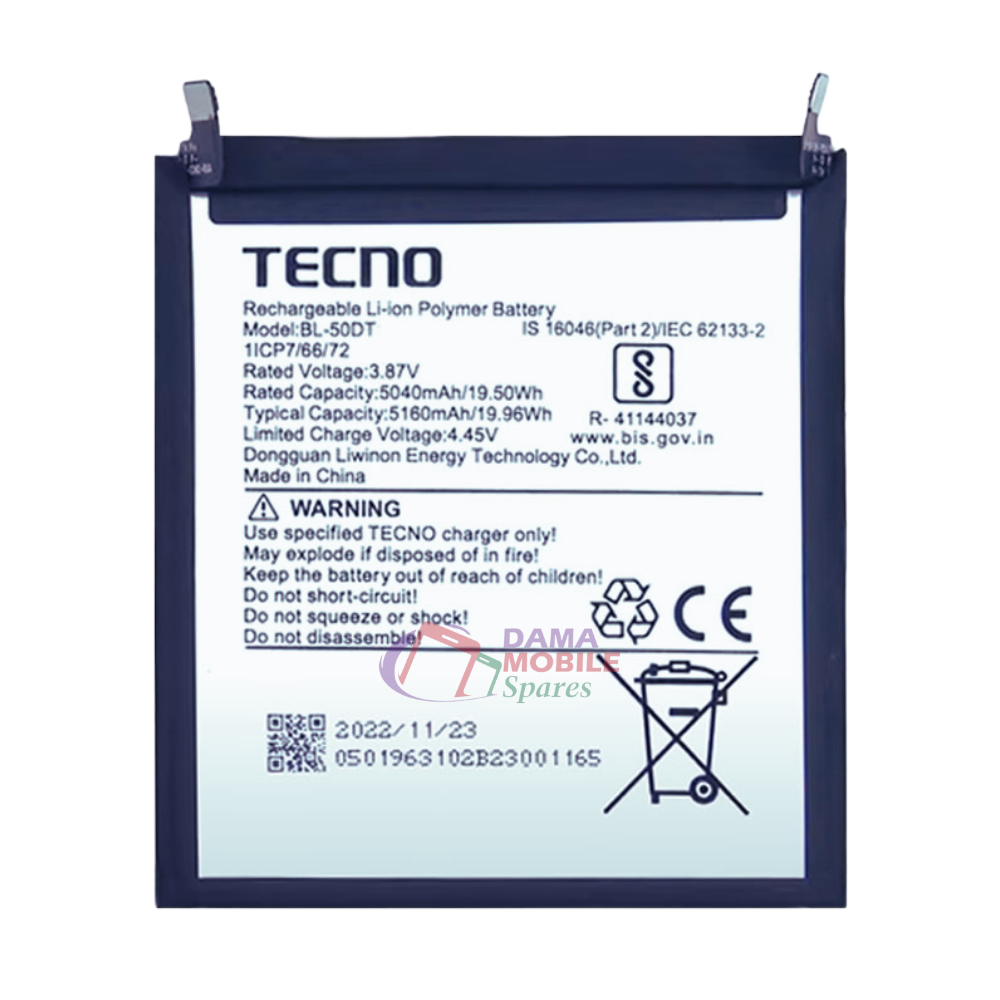 TECNO
Rechargeable Li-ion Polymer Battery
Model:BL-50DT IS 16046(Part 2)/IEC 62133-2
1ICP7/66/72
Rated Voltage:3.87V
Rated Capacity:5040mAh/19.50Wh
Typical Capacity:5160mAh/19.96Wh R- 41144037
Limited Charge Voltage:4.45V www.bis.gov.in
Dongguan Liwinon Energy Technology Co.,Ltd.
Made in China
WARNING
Use specified TECNO charger only!
May explode if disposed of in fire!
Keep the battery out of reach of children!
Do not short-circuit!
Do not squeeze or shock!
Do not disassemble!
CE
DAMA
MOBILE
Spares
2022/11/23
0501963102B23001165